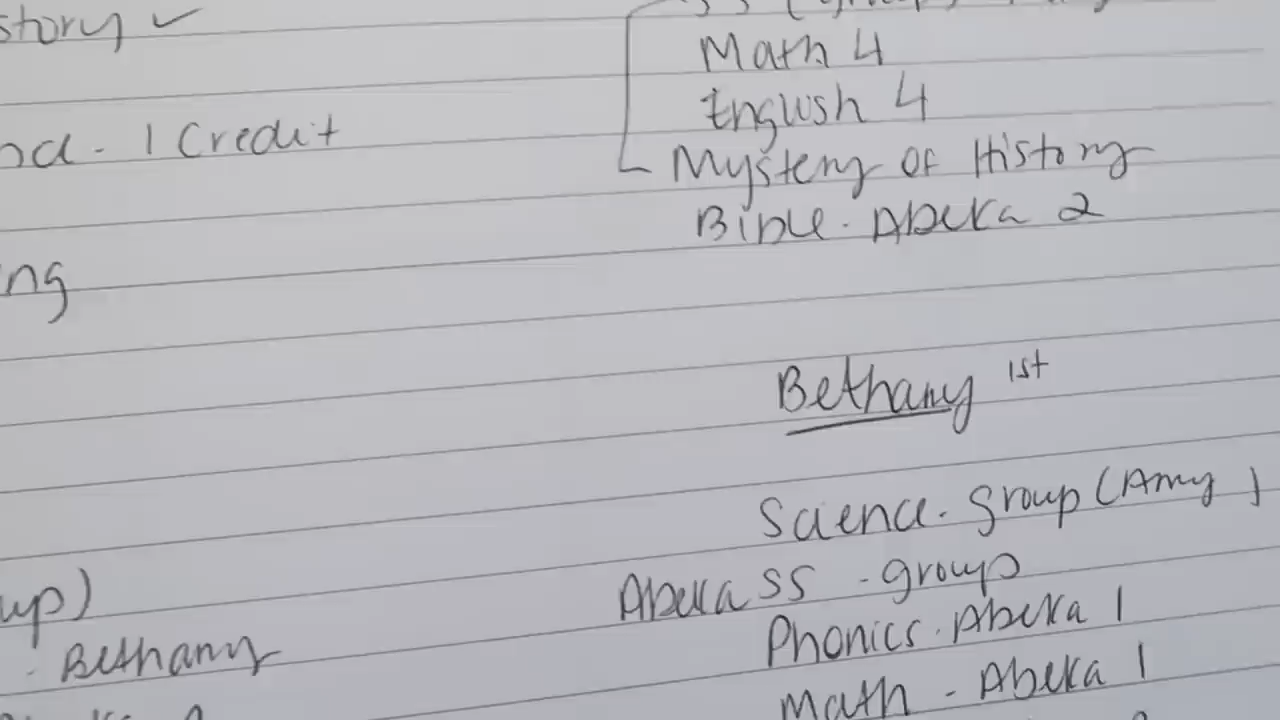 story ✓
1 Credit
ng
up)
- Bethany
Math 4
English 4
Mystery of History
Bible. Abeka 2
Bethany 1st
Science. group (Amy)
Abeka SS - group
Phonics. Abeka 1
Math - Abeka 1